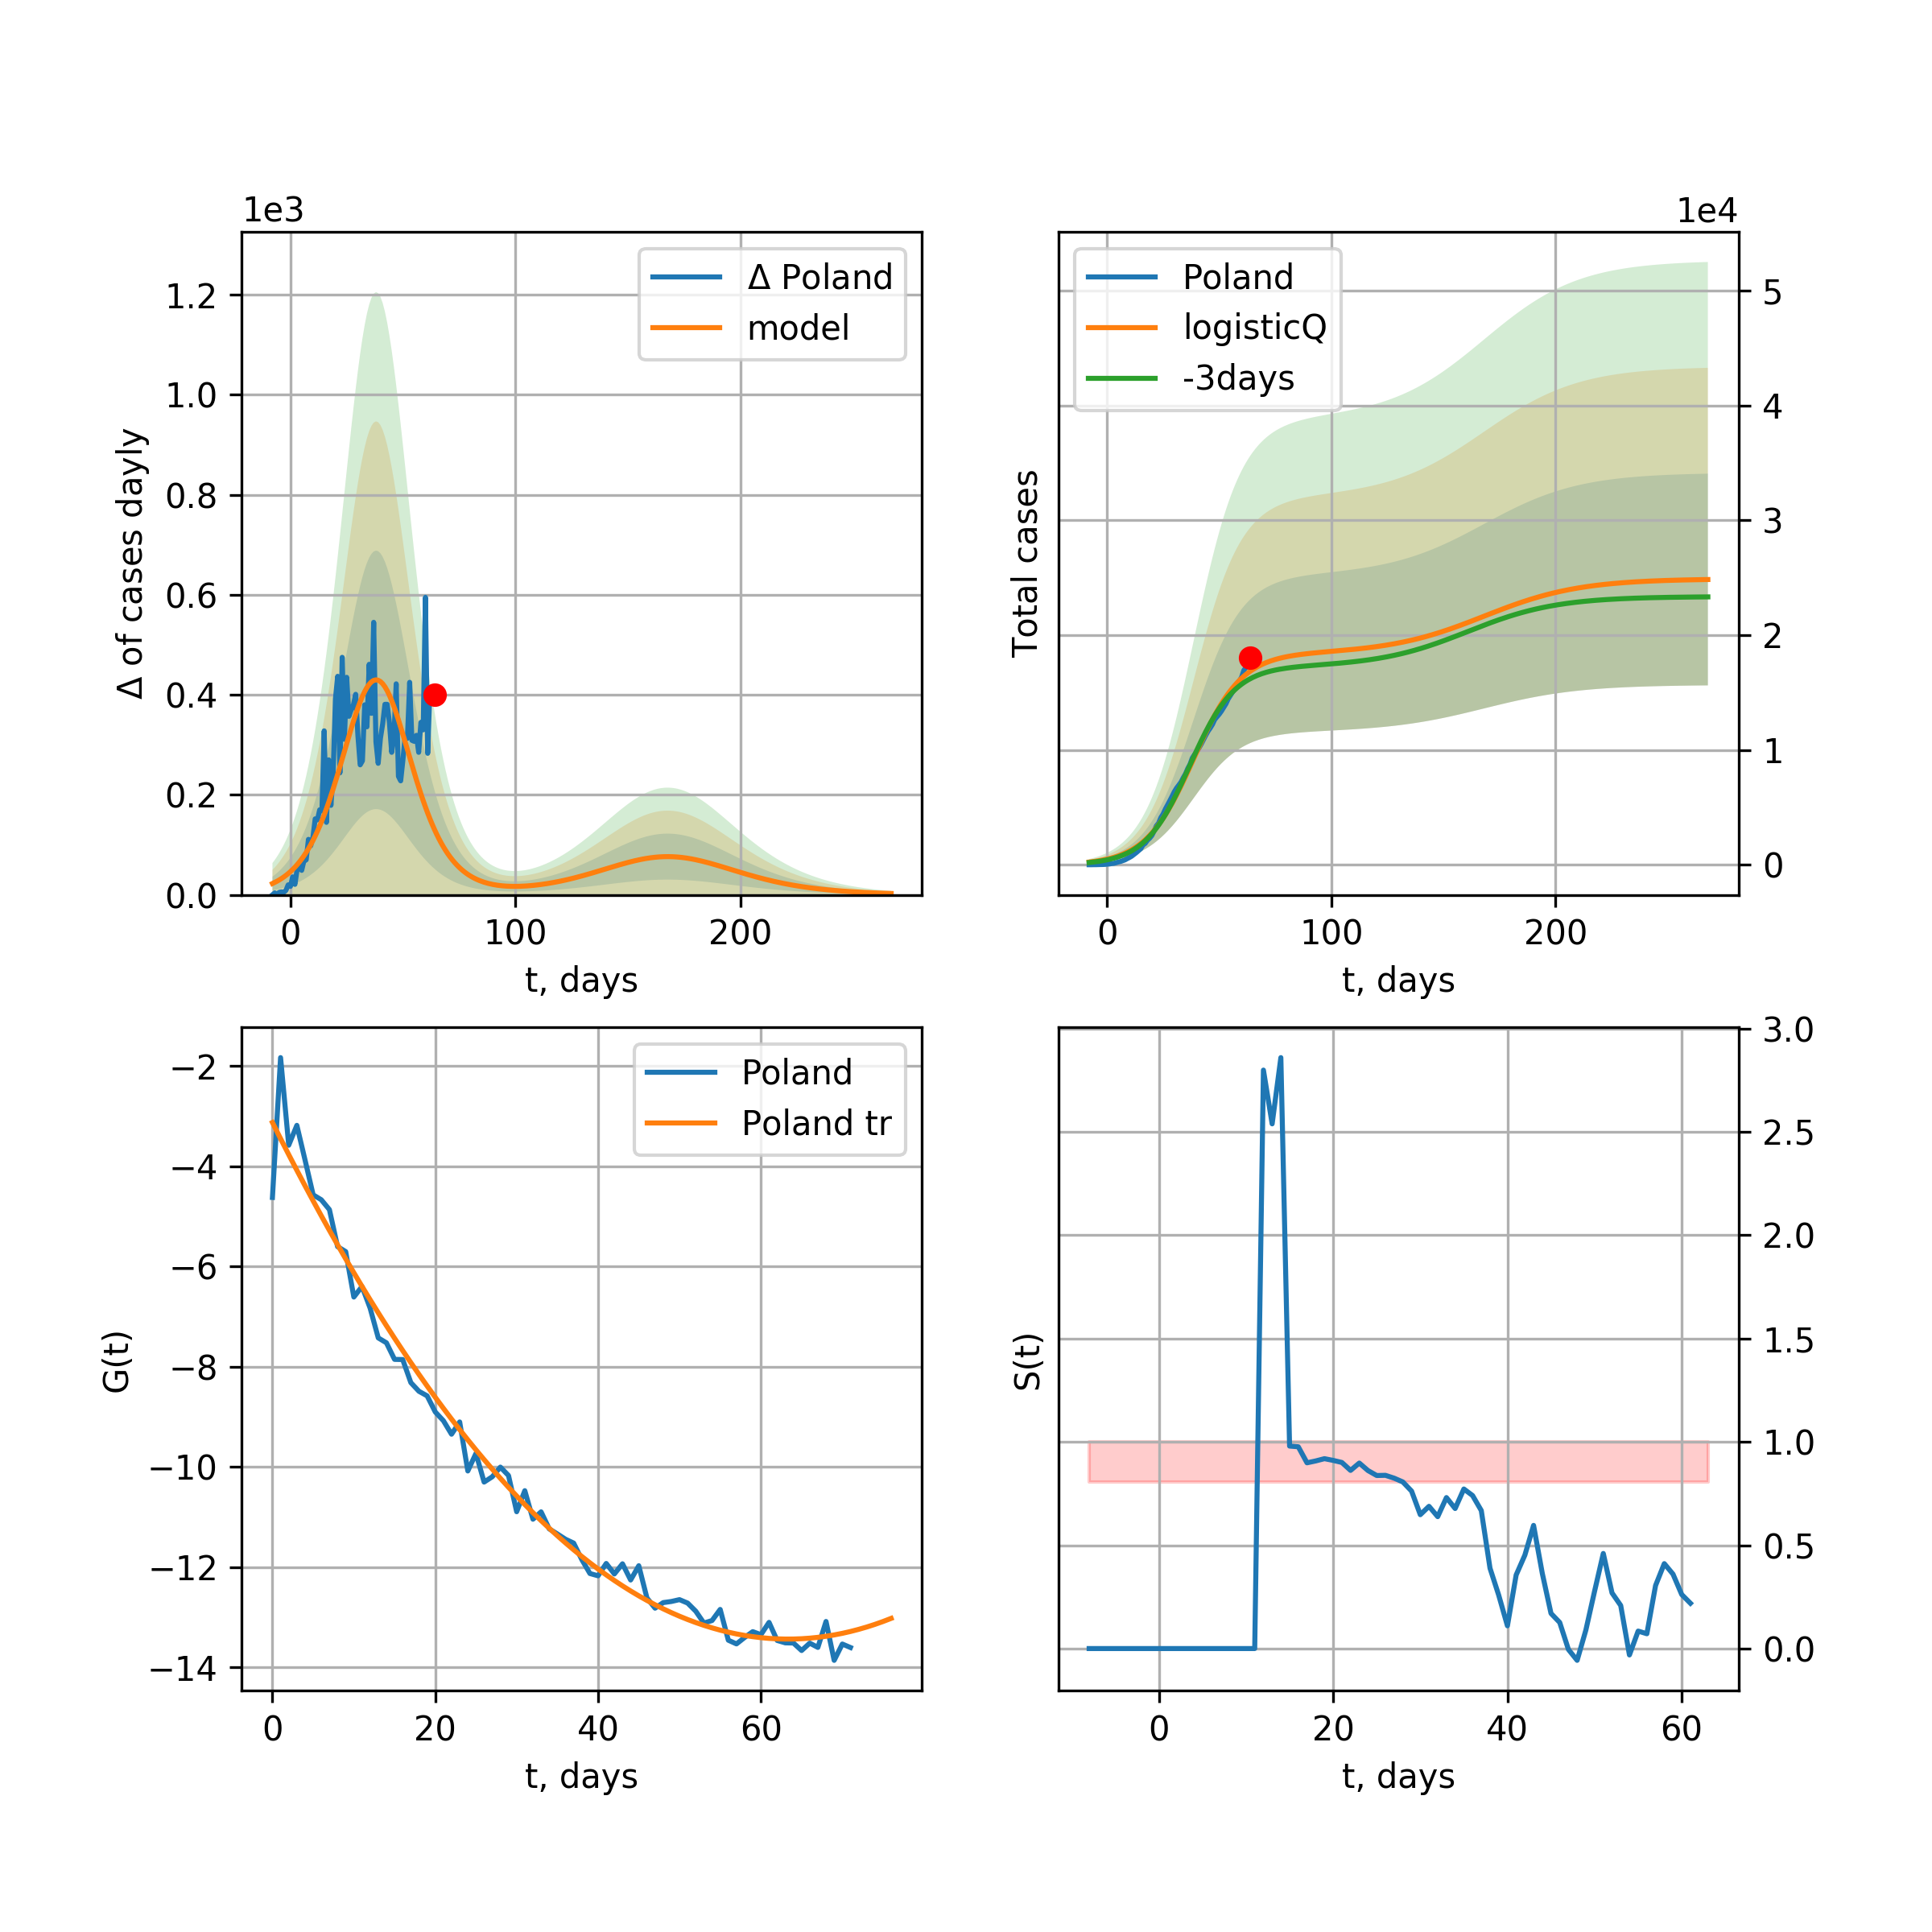 1e3
Δ of cases dayly
1.2
1.0
0.8
0.6
0.4
0.2
0.0
0 100 200
t, days
Δ Poland
model
1e4
Total cases
5
4
3
2
1
0
0 100 200
t, days
Poland
logisticQ
-3days
G(t)
−2
−4
−6
−8
−10
−12
−14
0 20 40 60
t, days
Poland
Poland tr
S(t)
3.0
2.5
2.0
1.5
1.0
0.5
0.0
0 20 40 60
t, days